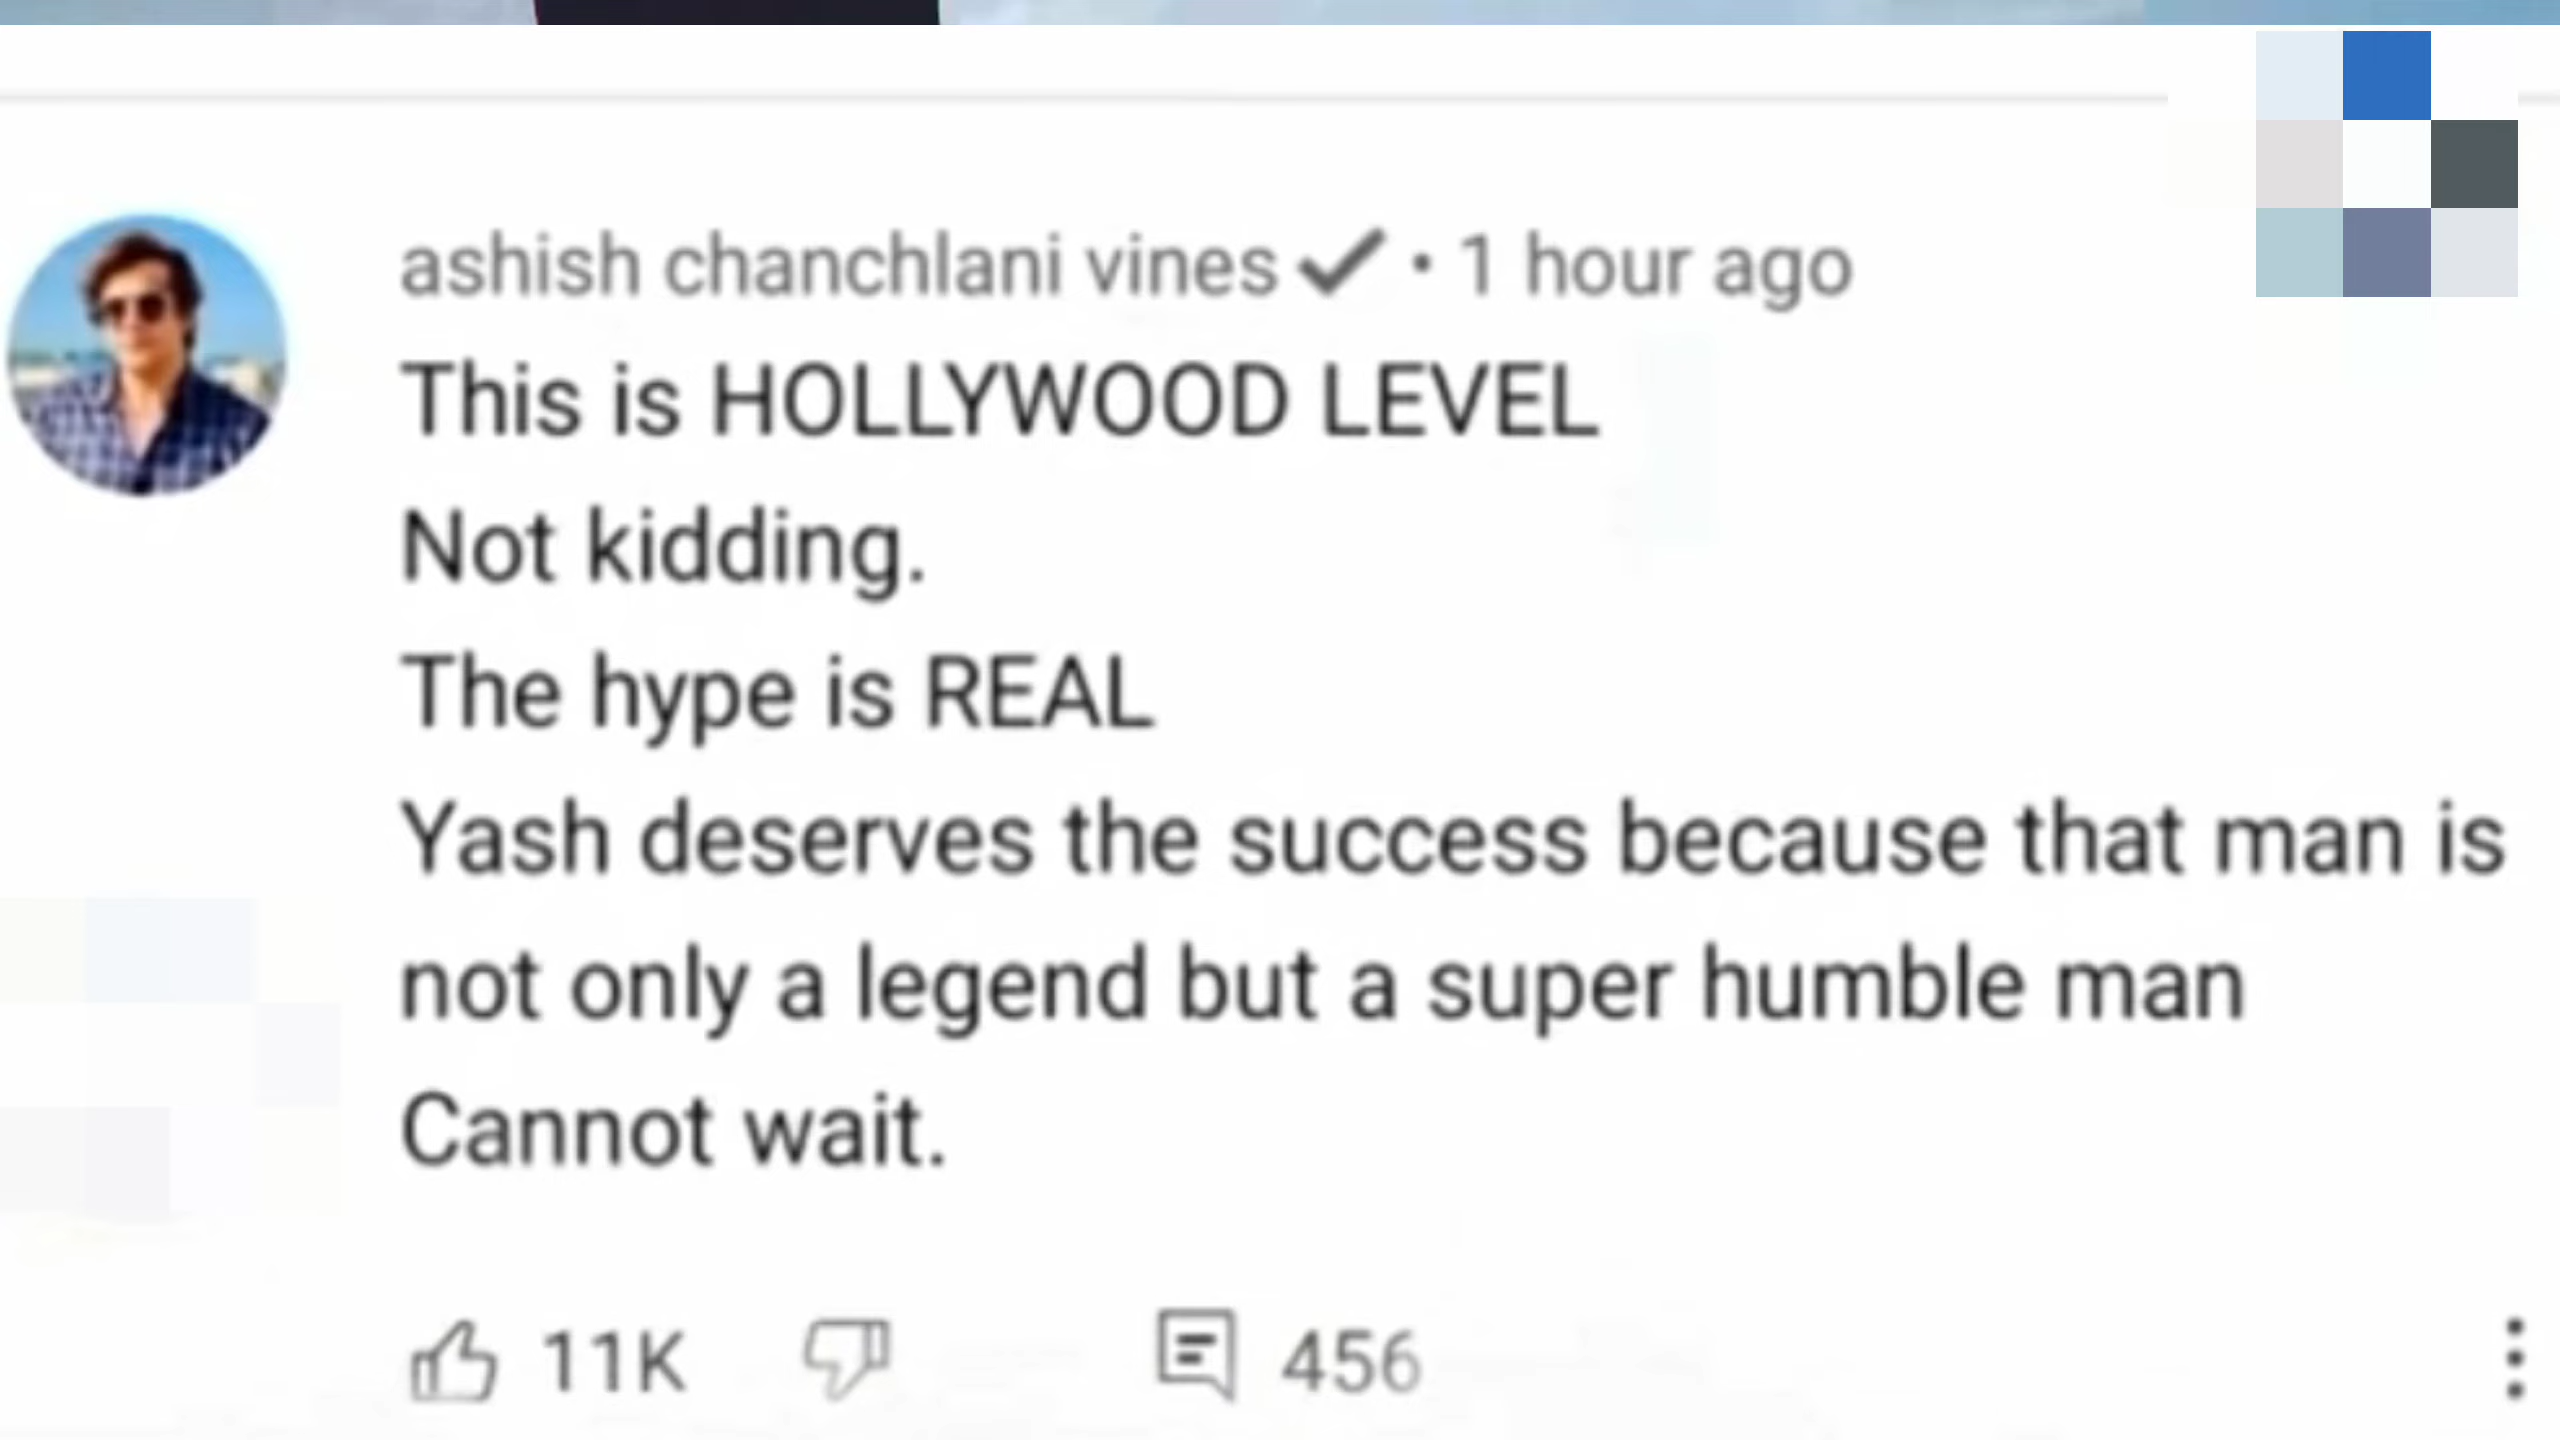 ashish chanchlani vines ✓ • 1 hour ago
This is HOLLYWOOD LEVEL
Not kidding.
The hype is REAL
Yash deserves the success because that man is
not only a legend but a super humble man
Cannot wait.
11K 456